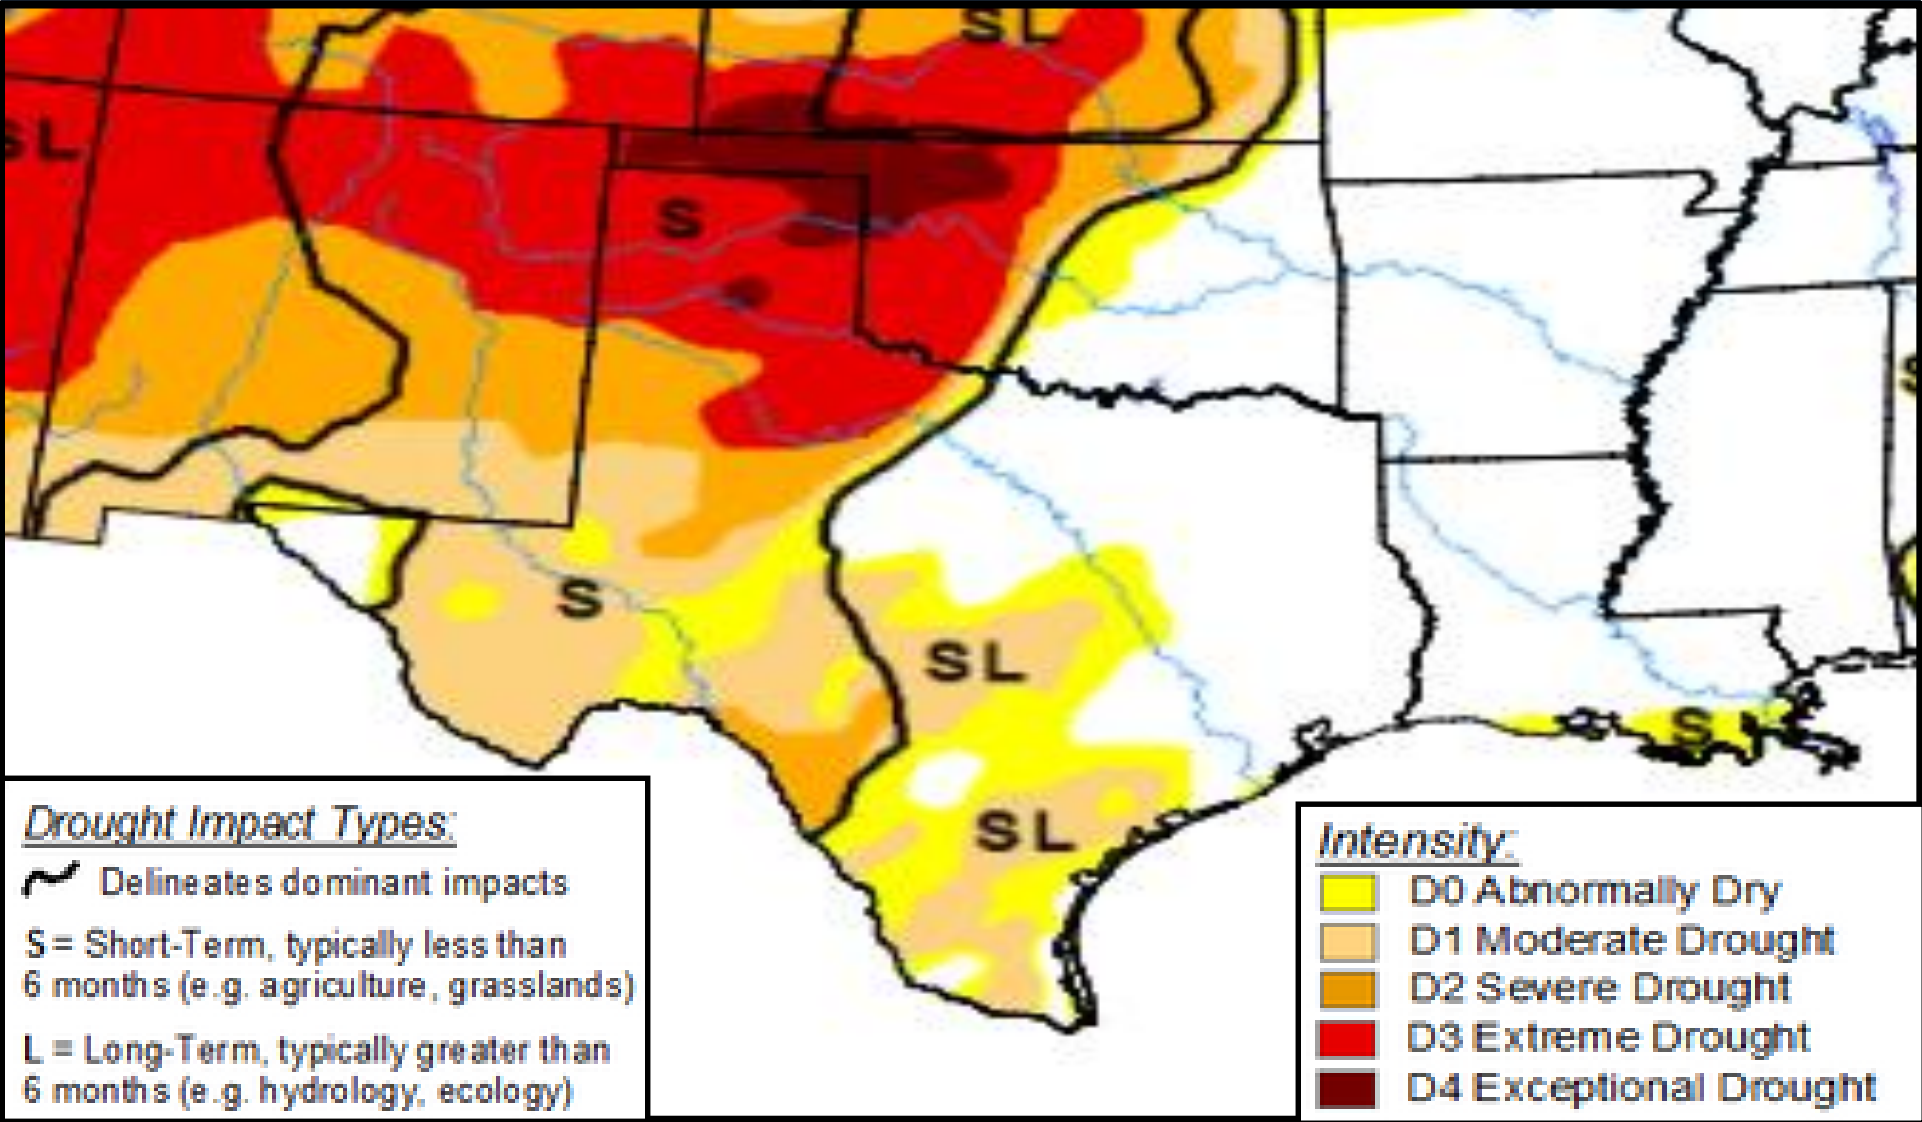 SL
SL
S
S
S
SL
S
SL
Drought Impact Types:
Delineates dominant impacts
S = Short-Term, typically less than
6 months (e.g. agriculture, grasslands)
L = Long-Term, typically greater than
6 months (e.g. hydrology, ecology)
Intensity:
D0 Abnormally Dry
D1 Moderate Drought
D2 Severe Drought
D3 Extreme Drought
D4 Exceptional Drought